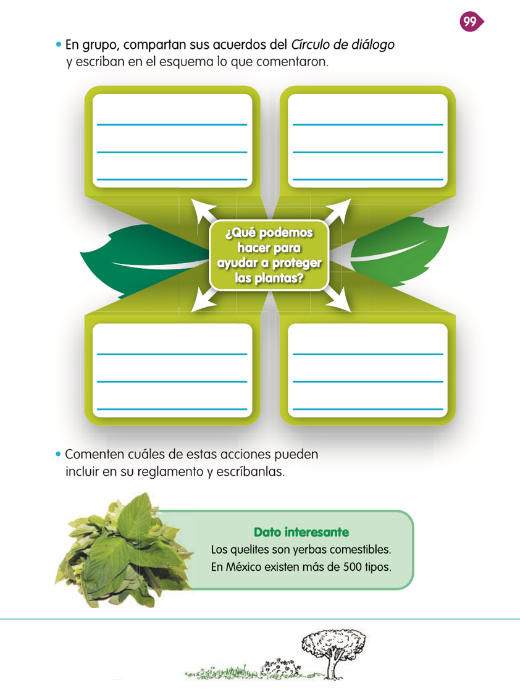 99
• En grupo, compartan sus acuerdos del Círculo de diálogo
y escriban en el esquema lo que comentaron.
¿Qué podemos
hacer para
ayudar a proteger
las plantas?
• Comenten cuáles de estas acciones pueden
incluir en su reglamento y escríbanlas.
Dato interesante
Los quelites son yerbas comestibles.
En México existen más de 500 tipos.